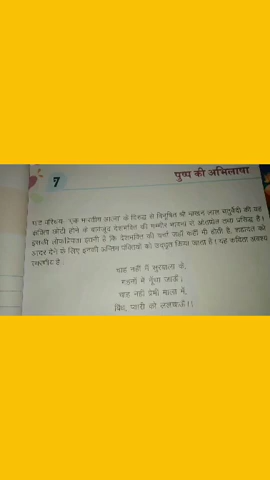 7
पुष्प की अभिलाषा
पाठ परिचय- 'एक भारतीय आत्मा' के विरुद से विभूषित श्री माखन लाल चतुर्वेदी की यह
कविता छोटी होने के बावजूद देशभक्ति की गम्भीर भावना से ओतप्रोत तथा प्रसिद्ध है।
इसकी लोकप्रियता इतनी है कि देशभक्ति की चर्चा जहाँ कहीं भी होती है, शहादत को
आदर देने के लिए इसकी अन्तिम पंक्तियों को उद्धृत किया जाता है। यह कविता अवश्य
है
चाह नहीं मैं सुरबाला के,
गहनों में गूँथा जाऊँ।
चाह नहीं प्रेमी माला में,
बिंध, प्यारी को ललचाऊँ।।